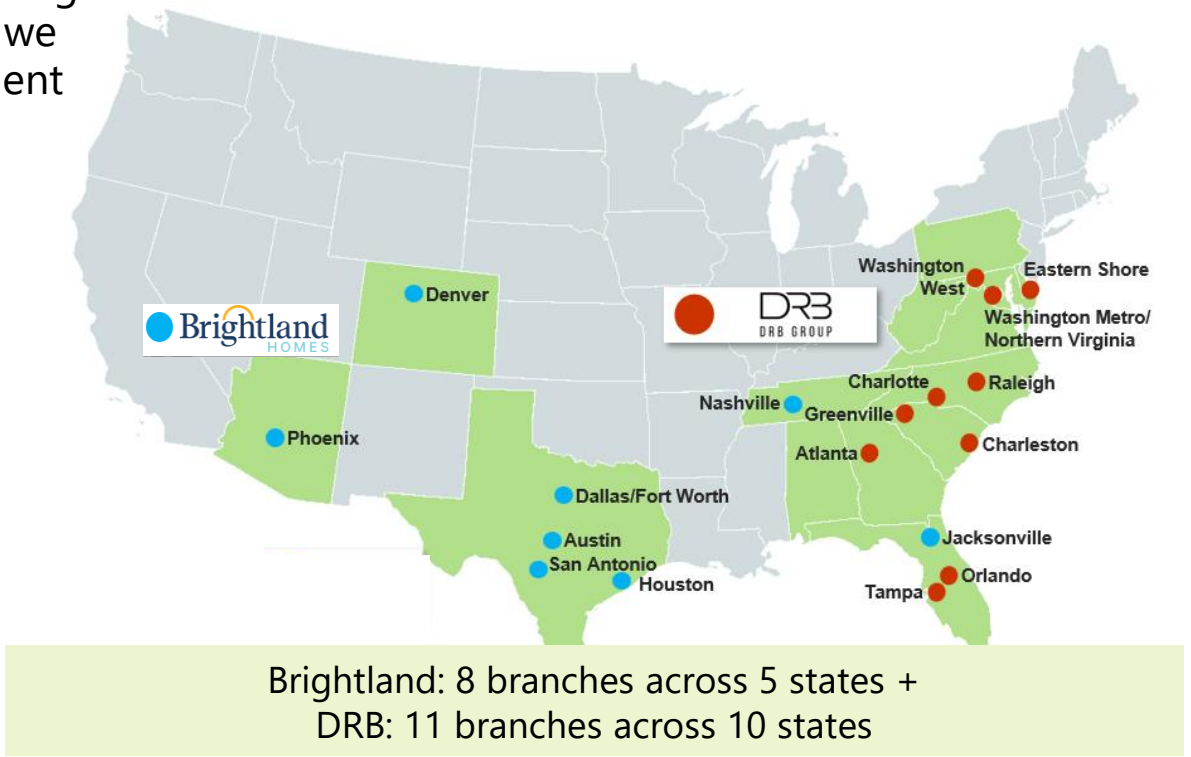 we
ent
Washington
West
Eastern Shore
Denver
Brightland
HOMES
DRB
DRB GROUP
Washington Metro/
Northern Virginia
Charlotte
Raleigh
Nashville
Greenville
Phoenix
Charleston
Atlanta
Dallas/Fort Worth
Austin
Jacksonville
San Antonio
Orlando
Houston
Tampa
Brightland: 8 branches across 5 states +
DRB: 11 branches across 10 states